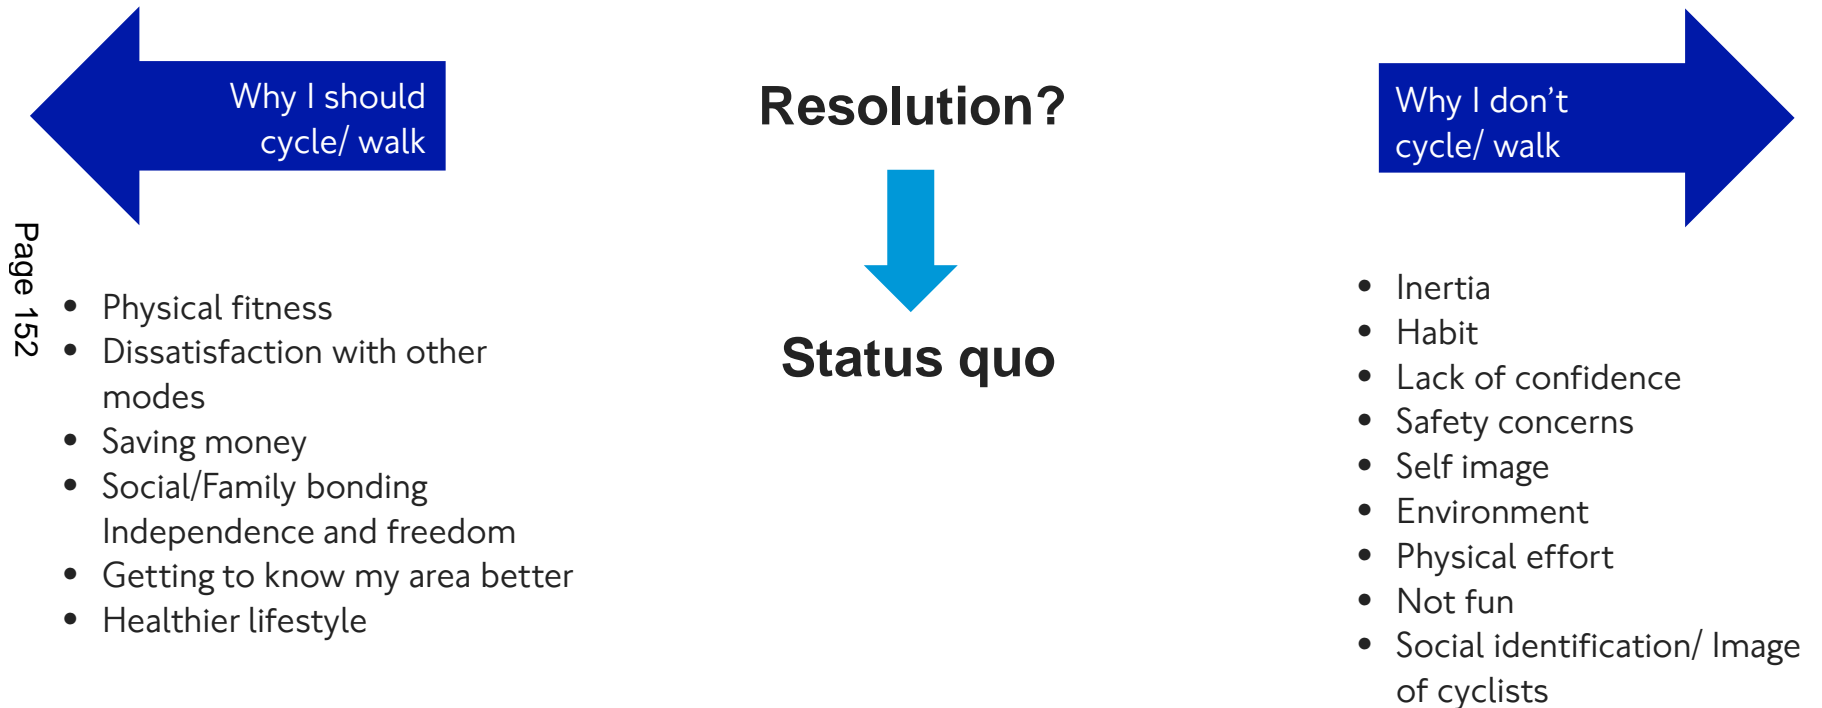 Why I should
cycle/ walk
Resolution?
Why I don’t
cycle/ walk
Page 152
• Physical fitness
• Dissatisfaction with other
modes
• Saving money
• Social/Family bonding
Independence and freedom
• Getting to know my area better
• Healthier lifestyle
Status quo
• Inertia
• Habit
• Lack of confidence
• Safety concerns
• Self image
• Environment
• Physical effort
• Not fun
• Social identification/ Image
of cyclists